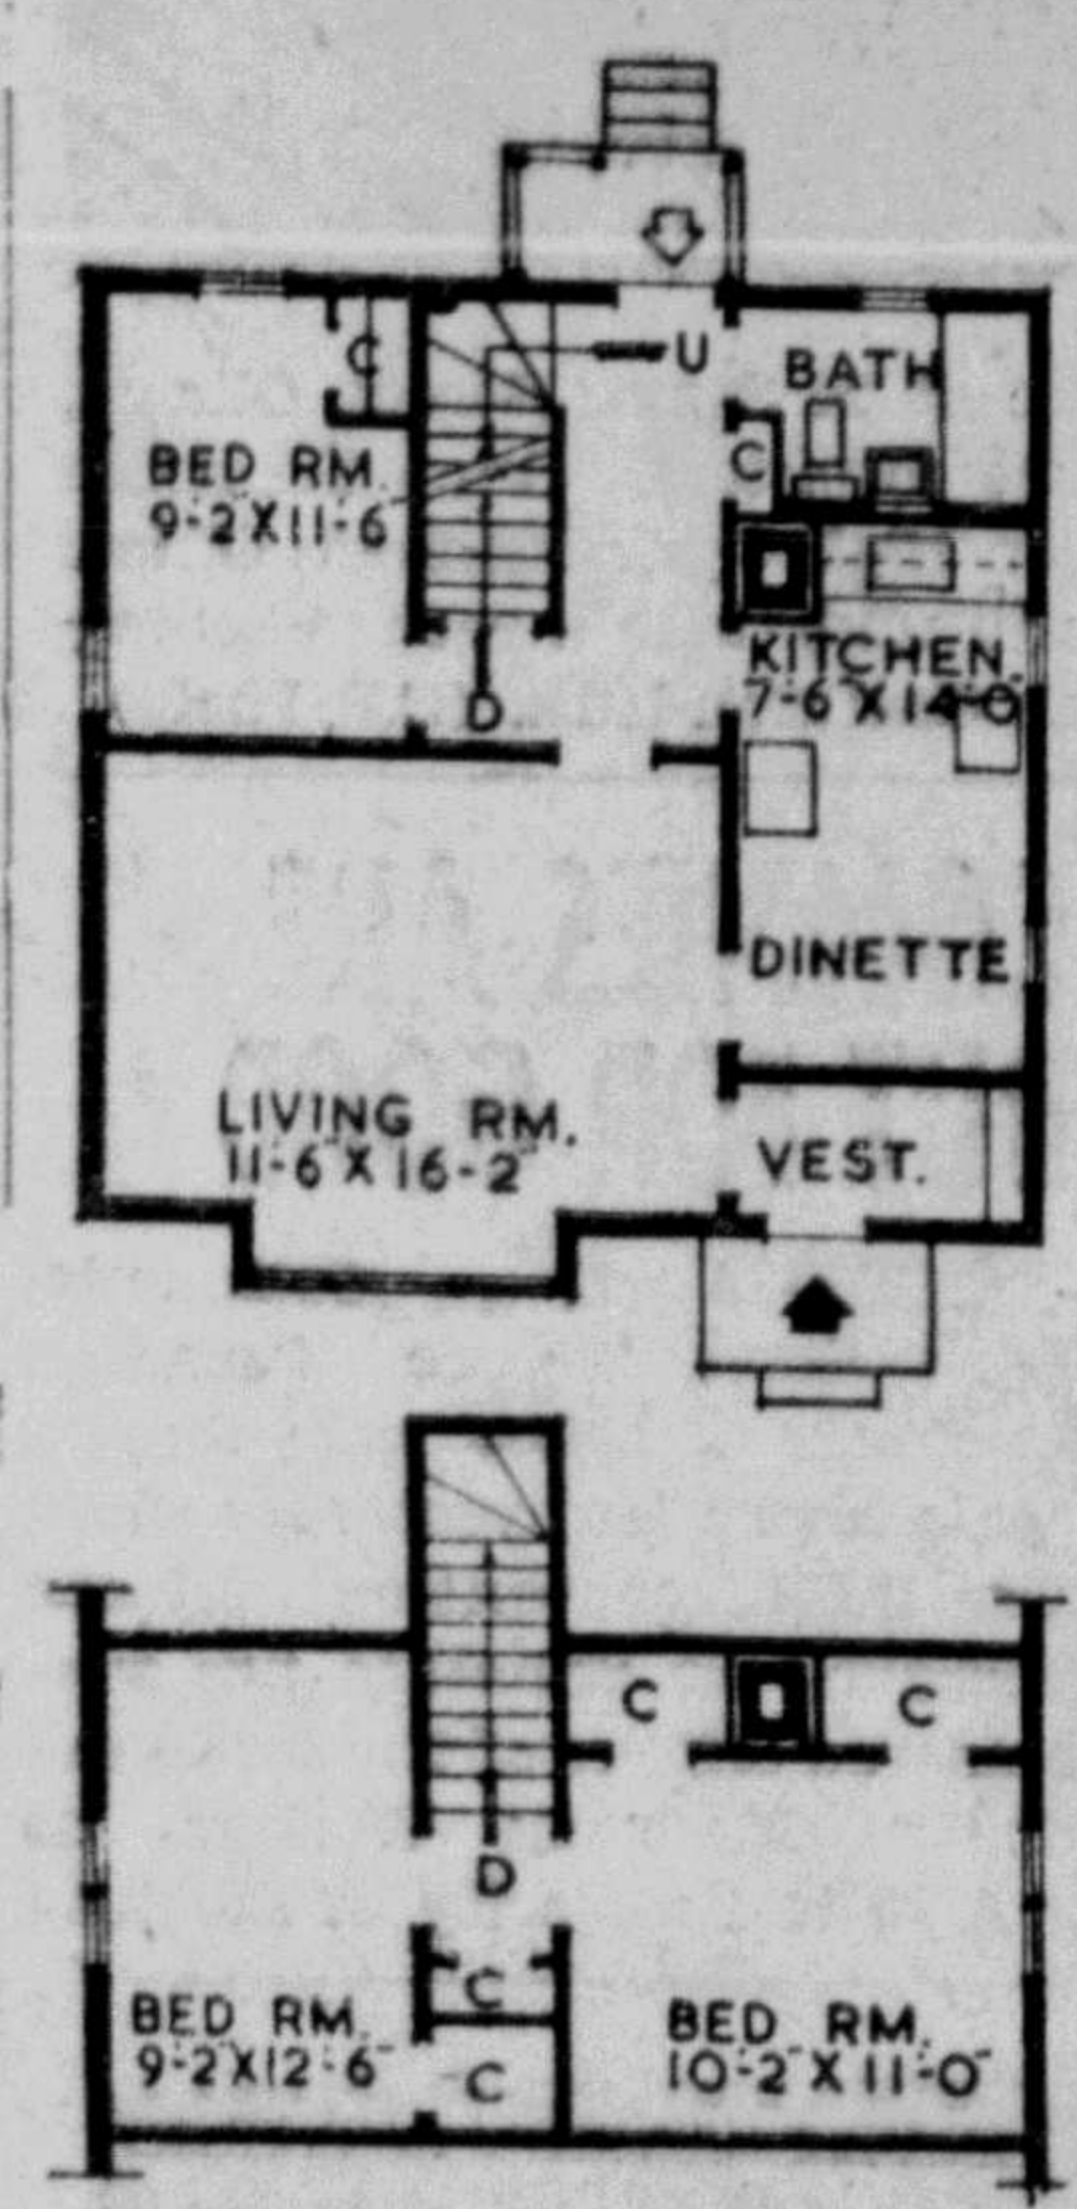 U
BATH
C
C
BED RM.
9'-2"X11'-6"
KITCHEN.
7'-6"X14'-0"
D
DINETTE
LIVING RM.
11'-6"X16'-2"
VEST.
C
C
D
C
BED RM.
9'-2"X12'-6"
BED RM.
10'-2"X11'-0"
C